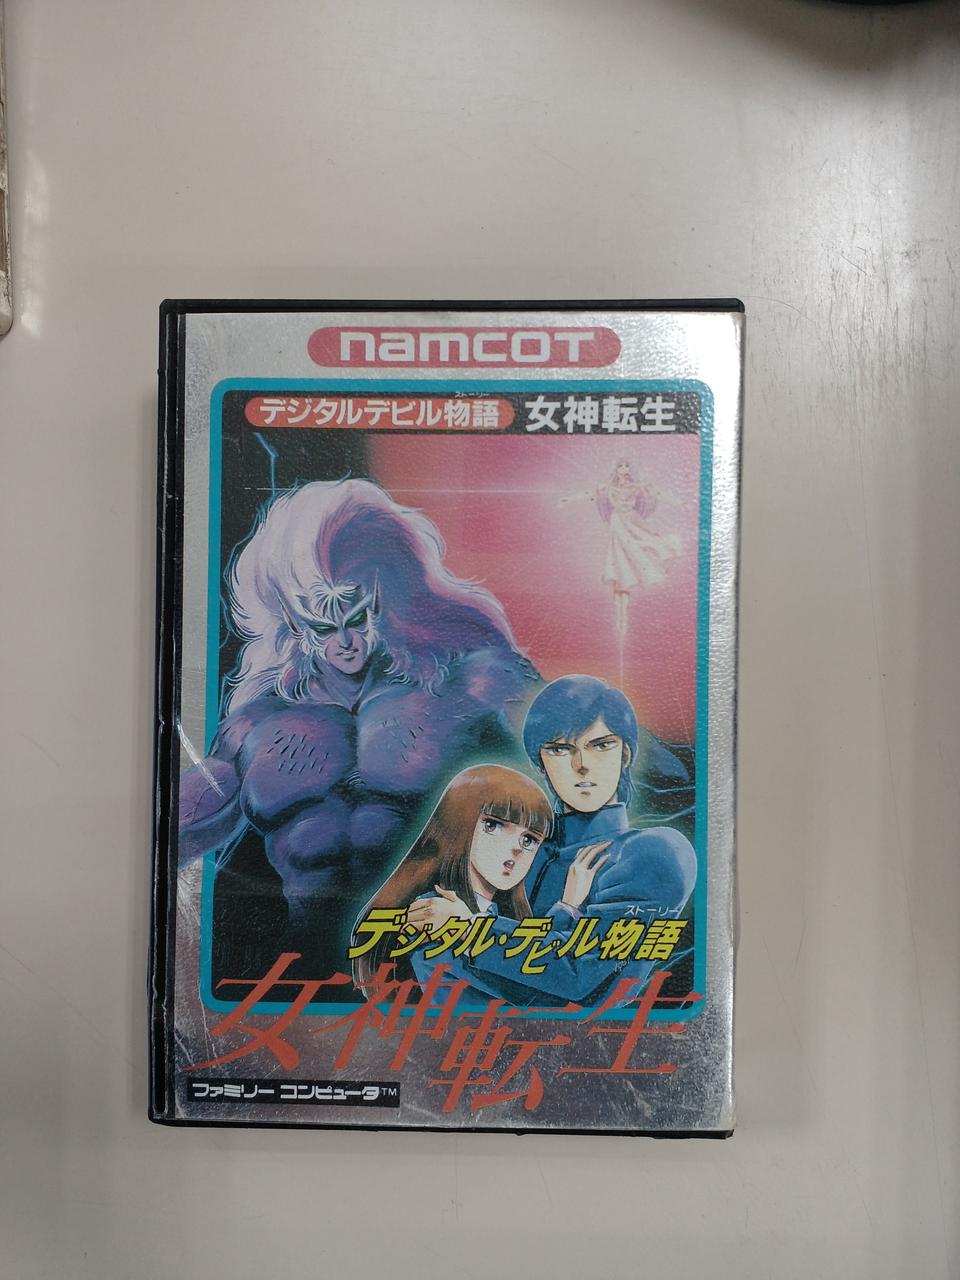 namcot
ストーリー
デジタルデビル物語 女神転生
ストーリー
デジタル・デビル物語
女神転生
ファミリー コンピュータ™